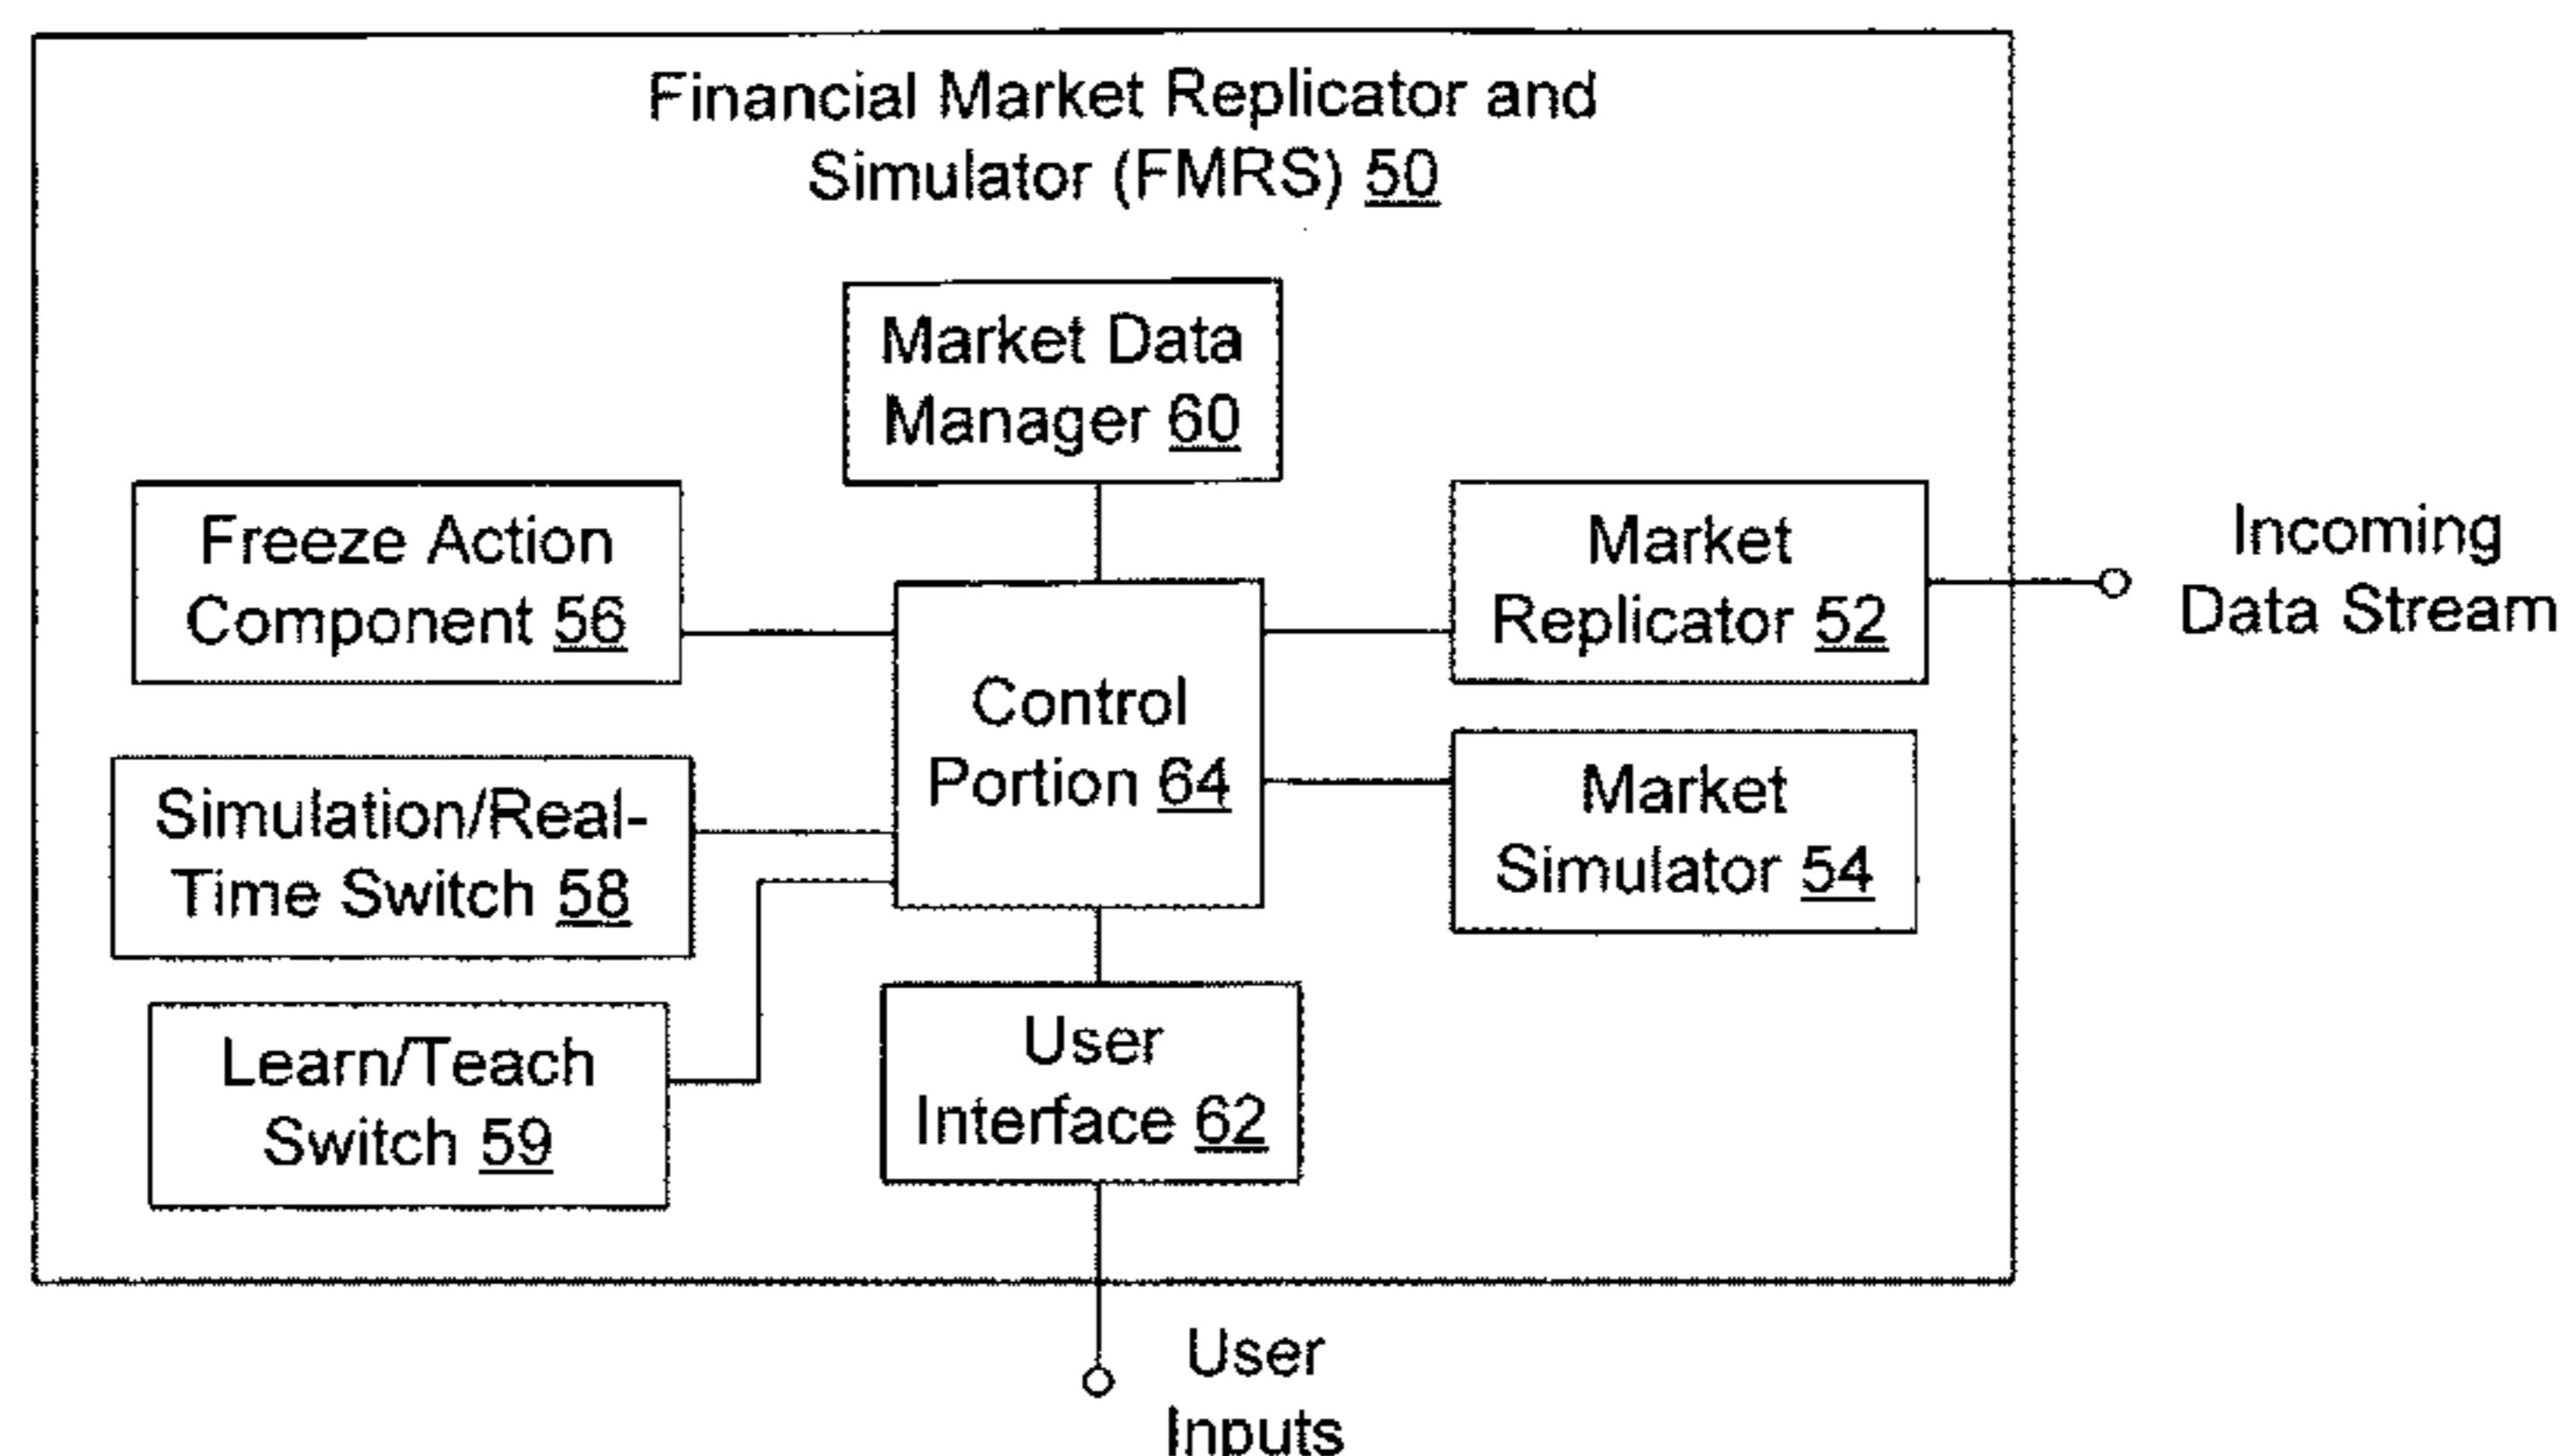 Financial Market Replicator and
Simulator (FMRS) 50
Market Data
Manager 60
Freeze Action
Component 56
Market
Replicator 52
Incoming
Data Stream
Control
Portion 64
Simulation/Real-
Time Switch 58
Market
Simulator 54
Learn/Teach
Switch 59
User
Interface 62
User
Inputs